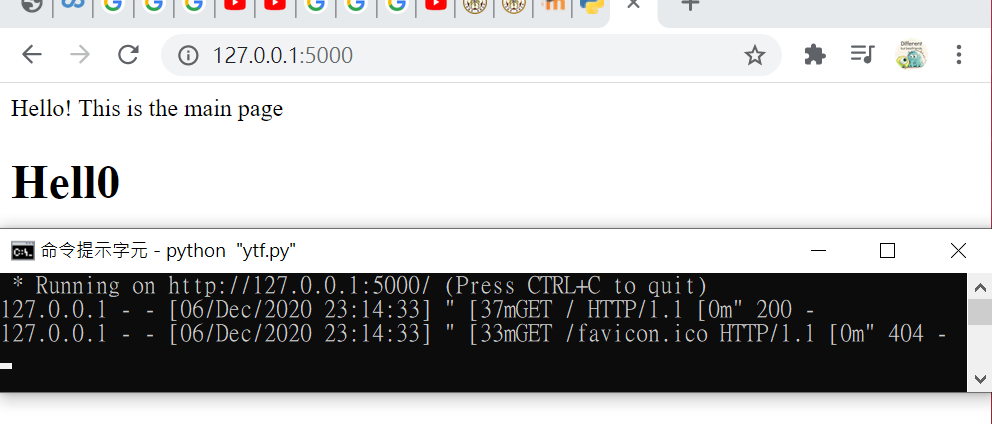 127.0.0.1:5000
Hello! This is the main page
Hell0
命令提示字元 - python "ytf.py"
* Running on http://127.0.0.1:5000/ (Press CTRL+C to quit)
127.0.0.1 - - [06/Dec/2020 23:14:33] " [37mGET / HTTP/1.1 [0m" 200 -
127.0.0.1 - - [06/Dec/2020 23:14:33] " [33mGET /favicon.ico HTTP/1.1 [0m" 404 -